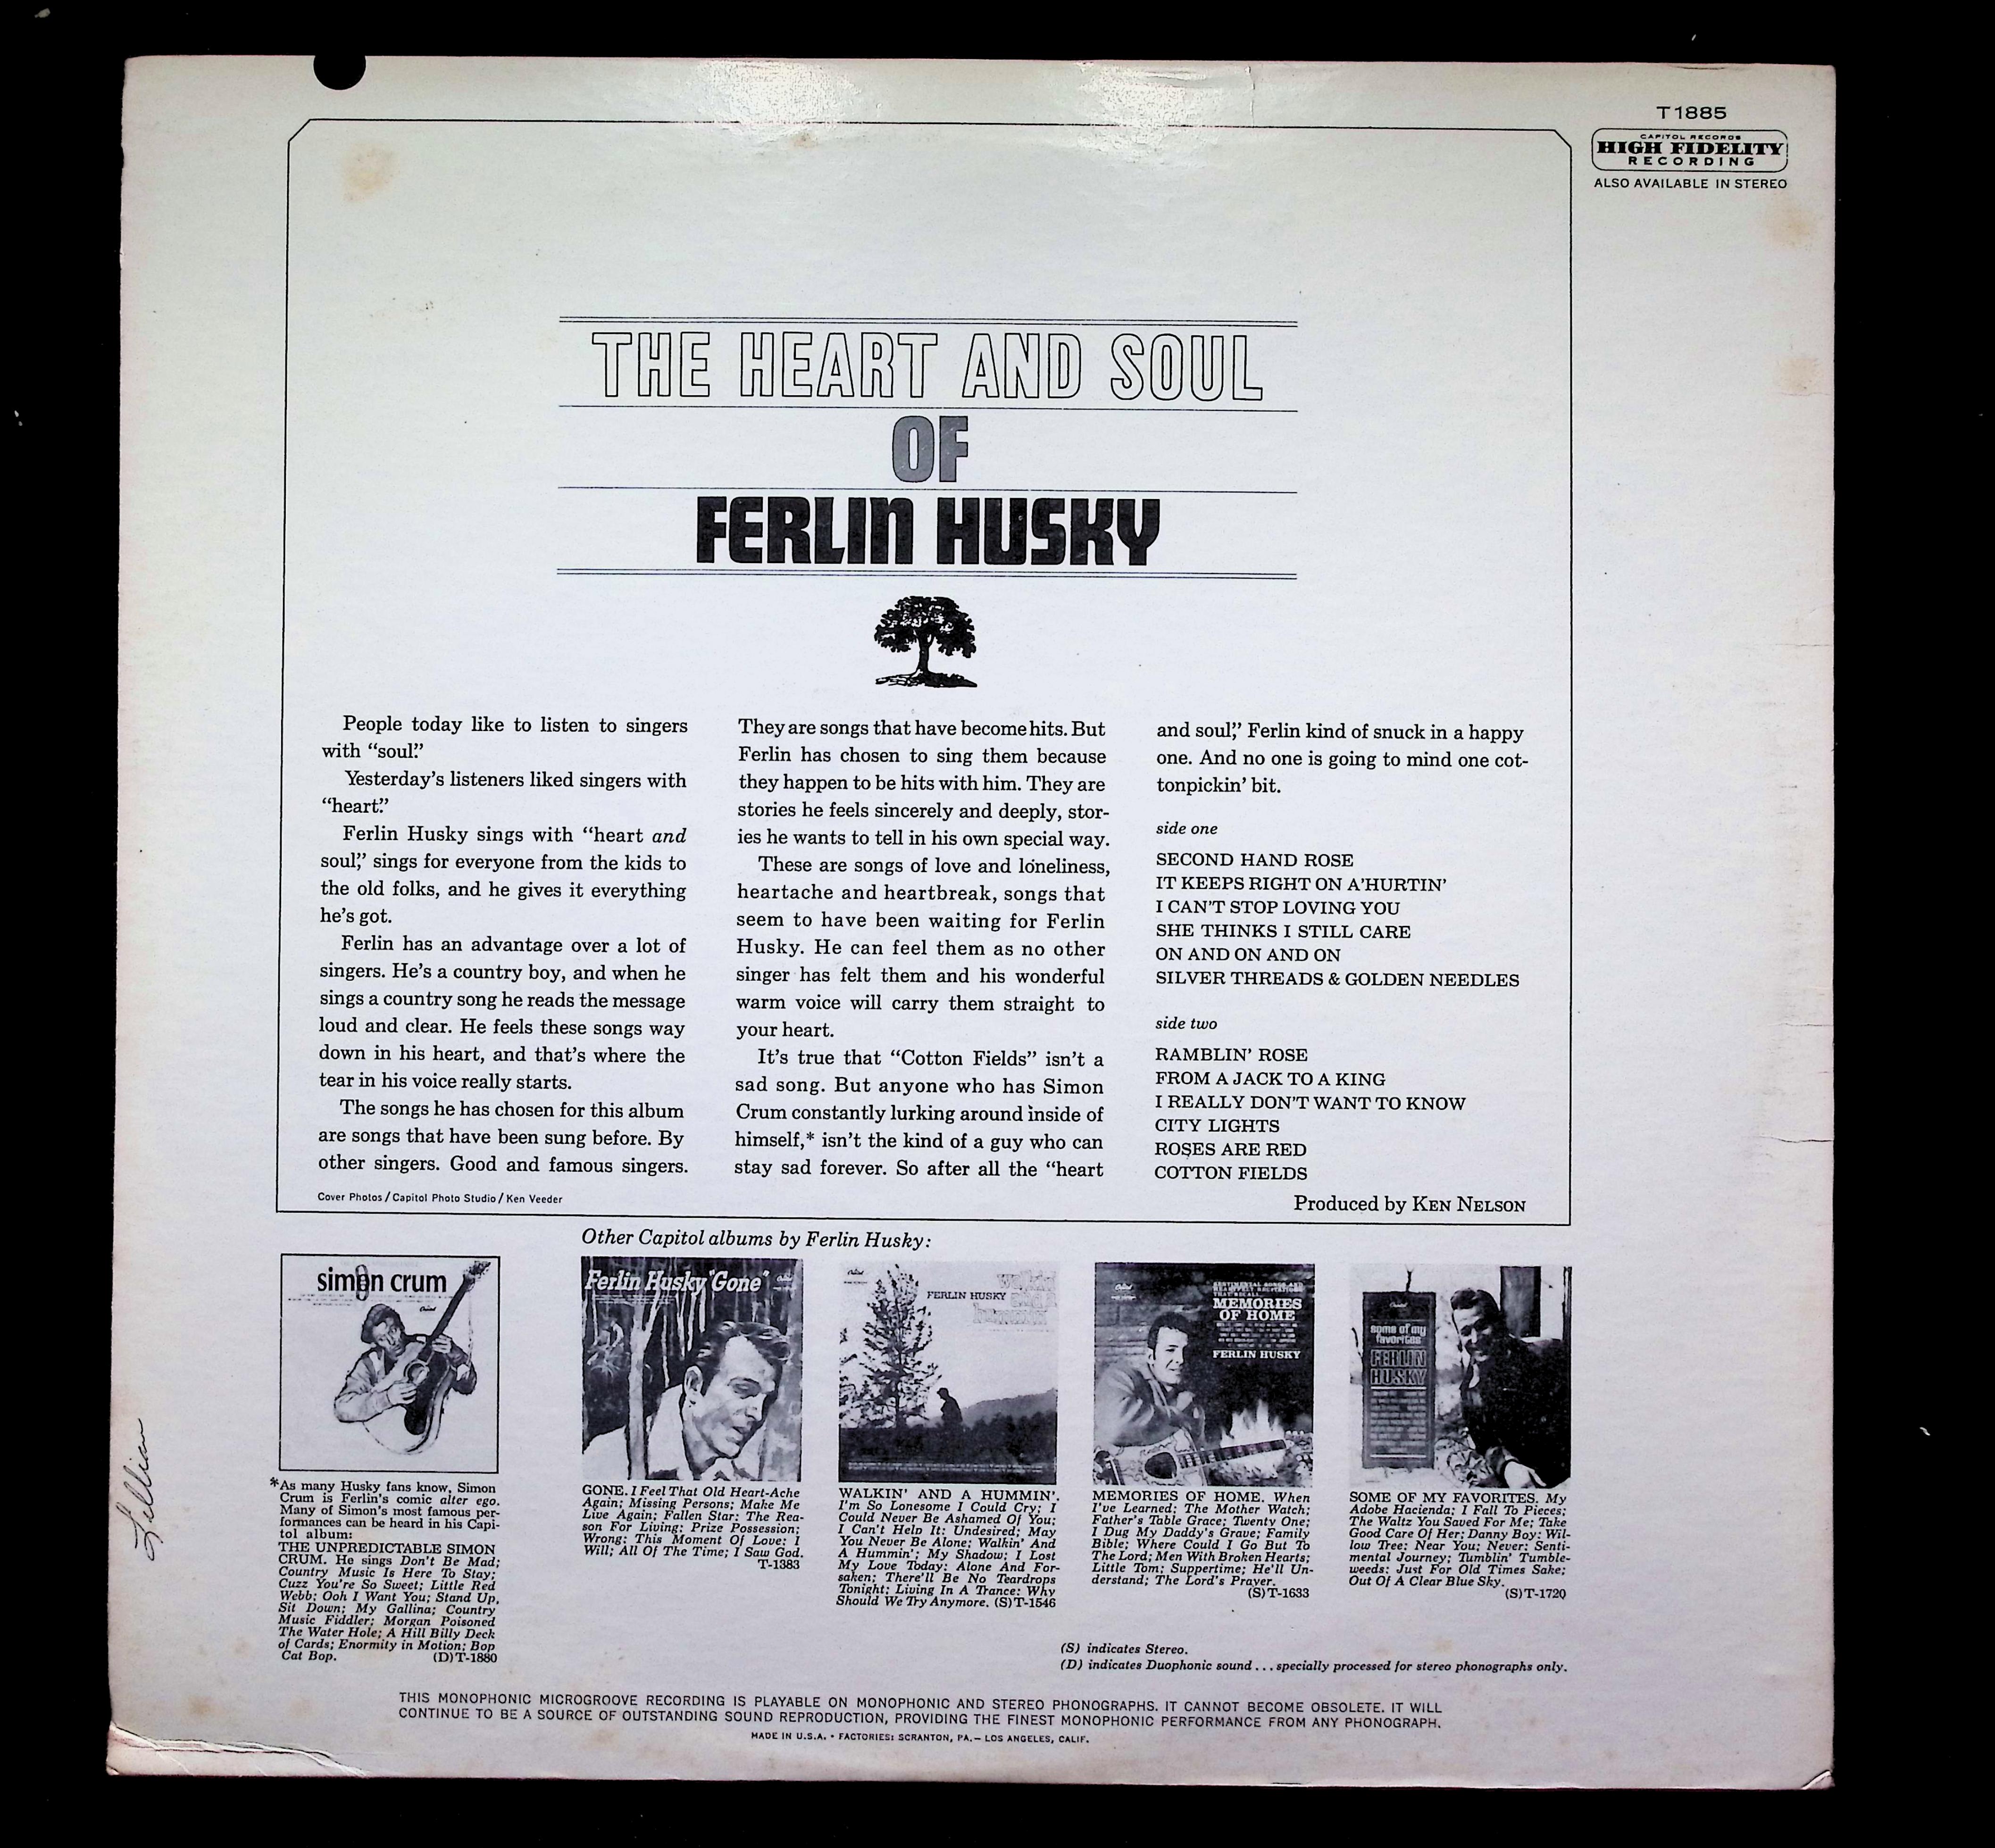 T1885
CAPITOL RECORDS
HIGH FIDELITY
RECORDING
ALSO AVAILABLE IN STEREO
THE HEART AND SOUL
OF
FERLIN HUSKY
People today like to listen to singers
with “soul.”
Yesterday's listeners liked singers with
“heart.”
Ferlin Husky sings with “heart and
soul,” sings for everyone from the kids to
the old folks, and he gives it everything
he's got.
Ferlin has an advantage over a lot of
singers. He's a country boy, and when he
sings a country song he reads the message
loud and clear. He feels these songs way
down in his heart, and that's where the
tear in his voice really starts.
The songs he has chosen for this album
are songs that have been sung before. By
other singers. Good and famous singers.
They are songs that have become hits. But
Ferlin has chosen to sing them because
they happen to be hits with him. They are
stories he feels sincerely and deeply, stor-
ies he wants to tell in his own special way.
These are songs of love and loneliness,
heartache and heartbreak, songs that
seem to have been waiting for Ferlin
Husky. He can feel them as no other
singer has felt them and his wonderful
warm voice will carry them straight to
your heart.
It's true that “Cotton Fields” isn't a
sad song. But anyone who has Simon
Crum constantly lurking around inside of
himself,* isn't the kind of a guy who can
stay sad forever. So after all the “heart
and soul,” Ferlin kind of snuck in a happy
one. And no one is going to mind one cot-
tonpickin' bit.
side one
SECOND HAND ROSE
IT KEEPS RIGHT ON A'HURTIN'
I CAN'T STOP LOVING YOU
SHE THINKS I STILL CARE
ON AND ON AND ON
SILVER THREADS & GOLDEN NEEDLES
side two
RAMBLIN' ROSE
FROM A JACK TO A KING
I REALLY DON'T WANT TO KNOW
CITY LIGHTS
ROSES ARE RED
COTTON FIELDS
Cover Photos / Capitol Photo Studio / Ken Veeder
Produced by KEN NELSON
Other Capitol albums by Ferlin Husky:
simon crum
Capitol
*As many Husky fans know, Simon
Crum is Ferlin's comic alter ego.
Many of Simon's most famous per-
formances can be heard in his Capi-
tol album:
THE UNPREDICTABLE SIMON
CRUM. He sings Don't Be Mad;
Country Music Is Here To Stay;
Cuzz You're So Sweet; Little Red
Webb; Ooh I Want You; Stand Up,
Sit Down; My Gallina; Country
Music Fiddler; Morgan Poisoned
The Water Hole; A Hill Billy Deck
of Cards; Enormity in Motion; Bop
Cat Bop. (D)T-1880
Ferlin Husky "Gone"
GONE. I Feel That Old Heart-Ache
Again; Missing Persons; Make Me
Live Again; Fallen Star; The Rea-
son For Living; Prize Possession;
Wrong; This Moment Of Love; I
Will; All Of The Time; I Saw God.
T-1383
FERLIN HUSKY
WALKIN' AND A HUMMIN'.
I'm So Lonesome I Could Cry; I
Could Never Be Ashamed Of You;
I Can't Help It; Undesired; May
You Never Be Alone; Walkin' And
A Hummin'; My Shadow; I Lost
My Love Today; Alone And For-
saken; There'll Be No Teardrops
Tonight; Living In A Trance; Why
Should We Try Anymore. (S)T-1546
MEMORIES
OF HOME
FERLIN HUSKY
MEMORIES OF HOME. When
I've Learned; The Mother Watch;
Father's Table Grace; Twenty One;
I Dug My Daddy's Grave; Family
Bible; Where Could I Go But To
The Lord; Men With Broken Hearts;
Little Tom; Suppertime; He'll Un-
derstand; The Lord's Prayer.
(S)T-1633
some of my
favorites
FERLIN
HUSKY
SOME OF MY FAVORITES. My
Adobe Hacienda; I Fall To Pieces;
The Waltz You Saved For Me; Take
Good Care Of Her; Danny Boy; Wil-
low Tree; Near You; Never; Senti-
mental Journey; Tumblin' Tumble-
weeds; Just For Old Times Sake;
Out Of A Clear Blue Sky.
(S)T-1720
(S) indicates Stereo.
(D) indicates Duophonic sound . . . specially processed for stereo phonographs only.
THIS MONOPHONIC MICROGROOVE RECORDING IS PLAYABLE ON MONOPHONIC AND STEREO PHONOGRAPHS. IT CANNOT BECOME OBSOLETE. IT WILL
CONTINUE TO BE A SOURCE OF OUTSTANDING SOUND REPRODUCTION, PROVIDING THE FINEST MONOPHONIC PERFORMANCE FROM ANY PHONOGRAPH.
MADE IN U.S.A. • FACTORIES: SCRANTON, PA. — LOS ANGELES, CALIF.
Lillian